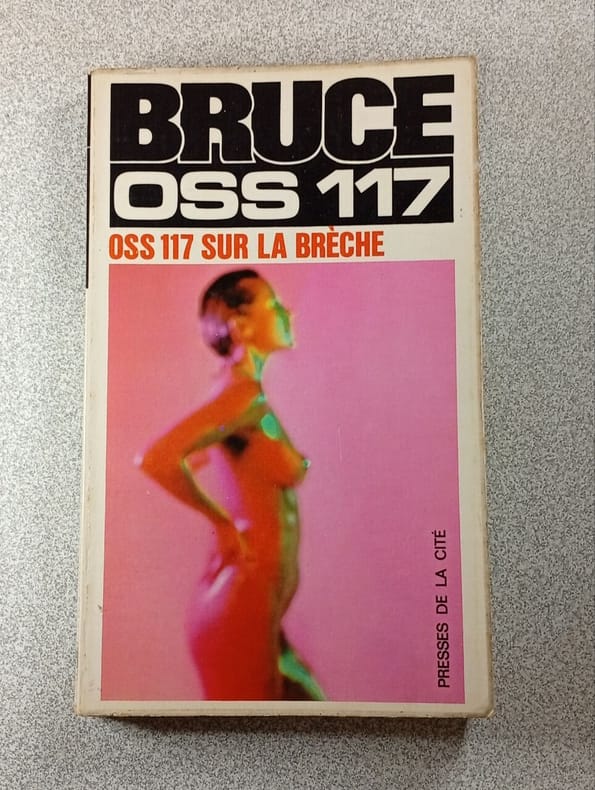 BRUCE
OSS 117
OSS 117 SUR LA BRÈCHE
PRESSES DE LA CITÉ